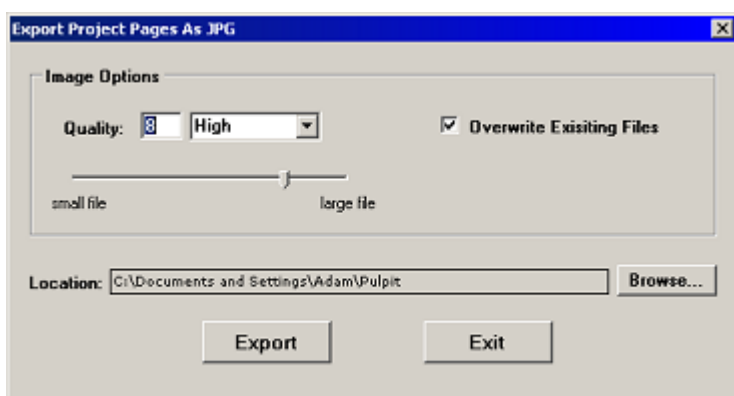 Export Project Pages As JPG
Image Options
Quality: 8 High Overwrite Exisiting Files
small file large file
Location: C:\Documents and Settings\Adam\Pulpit Browse...
Export Exit